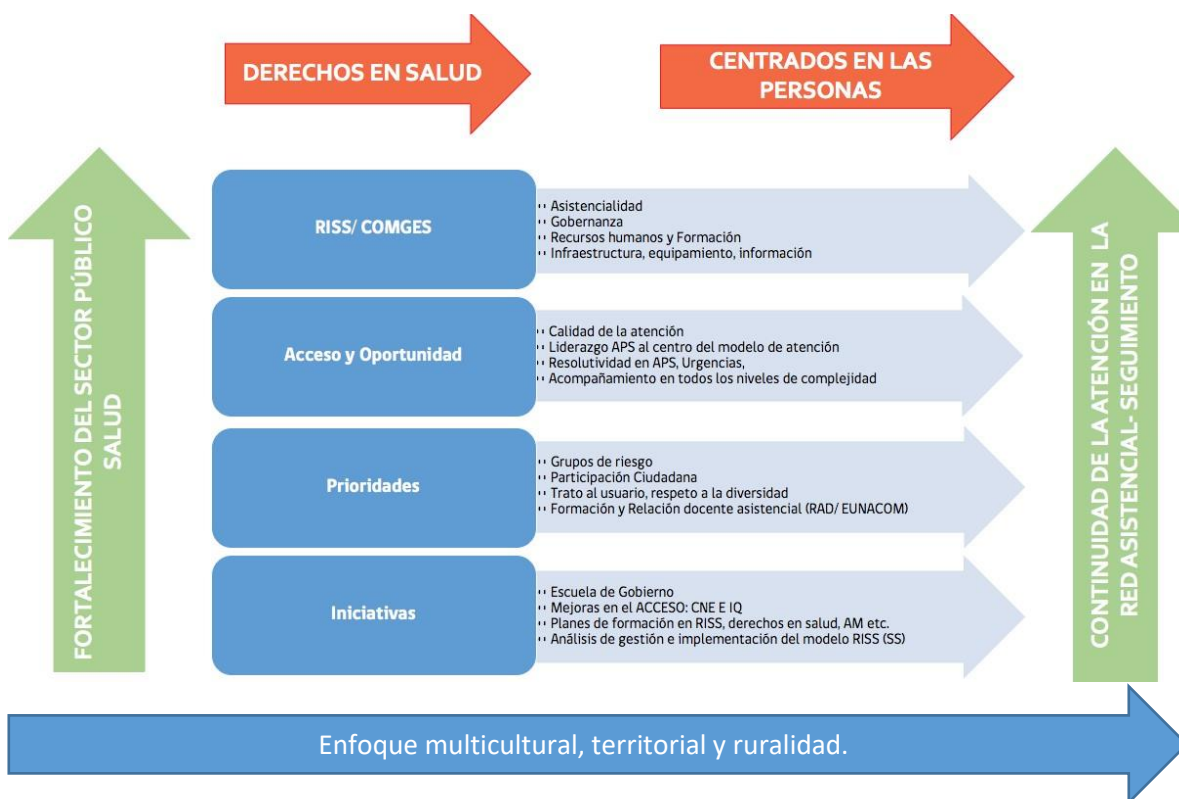 DERECHOS EN SALUD
CENTRADOS EN LAS
PERSONAS
FORTALECIMIENTO DEL SECTOR PÚBLICO
SALUD
RISS/ COMGES
Asistencialidad
Gobernanza
Recursos humanos y Formación
Infraestructura, equipamiento, información
Acceso y Oportunidad
Calidad de la atención
Liderazgo APS al centro del modelo de atención
Resolutividad en APS, Urgencias,
Acompañamiento en todos los niveles de complejidad
Prioridades
Grupos de riesgo
Participación Ciudadana
Trato al usuario, respeto a la diversidad
Formación y Relación docente asistencial (RAD/ EUNACOM)
Iniciativas
Escuela de Gobierno
Mejoras en el ACCESO: CNE E IQ
Planes de formación en RISS, derechos en salud, AM etc.
Análisis de gestión e implementación del modelo RISS (SS)
CONTINUIDAD DE LA ATENCIÓN EN LA
RED ASISTENCIAL- SEGUIMIENTO
Enfoque multicultural, territorial y ruralidad.